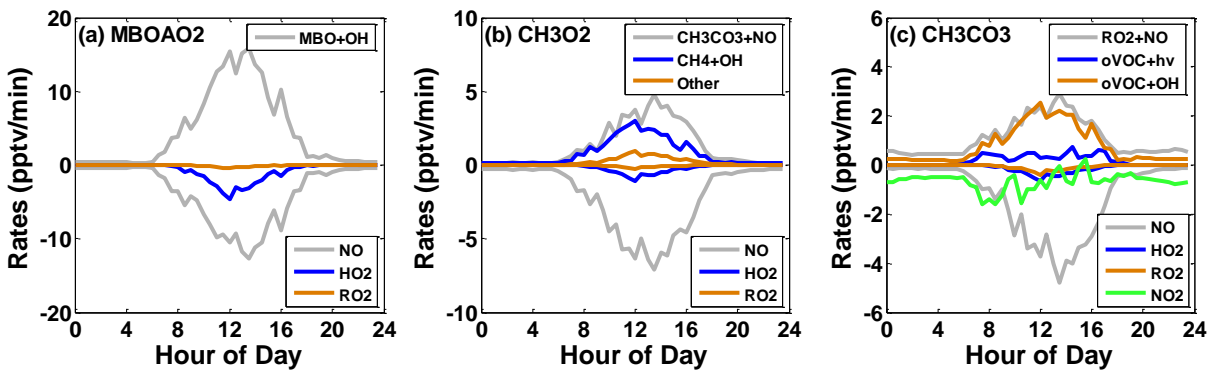 (a) MBOAO2
MBO+OH
NO
HO2
RO2
20
10
0
-10
-20
0 4 8 12 16 20 24
Rates (pptv/min)
Hour of Day
(b) CH3O2
CH3CO3+NO
CH4+OH
Other
NO
HO2
RO2
10
5
0
-5
-10
0 4 8 12 16 20 24
Rates (pptv/min)
Hour of Day
(c) CH3CO3
RO2+NO
oVOC+hv
oVOC+OH
NO
HO2
RO2
NO2
6
4
2
0
-2
-4
-6
0 4 8 12 16 20 24
Rates (pptv/min)
Hour of Day